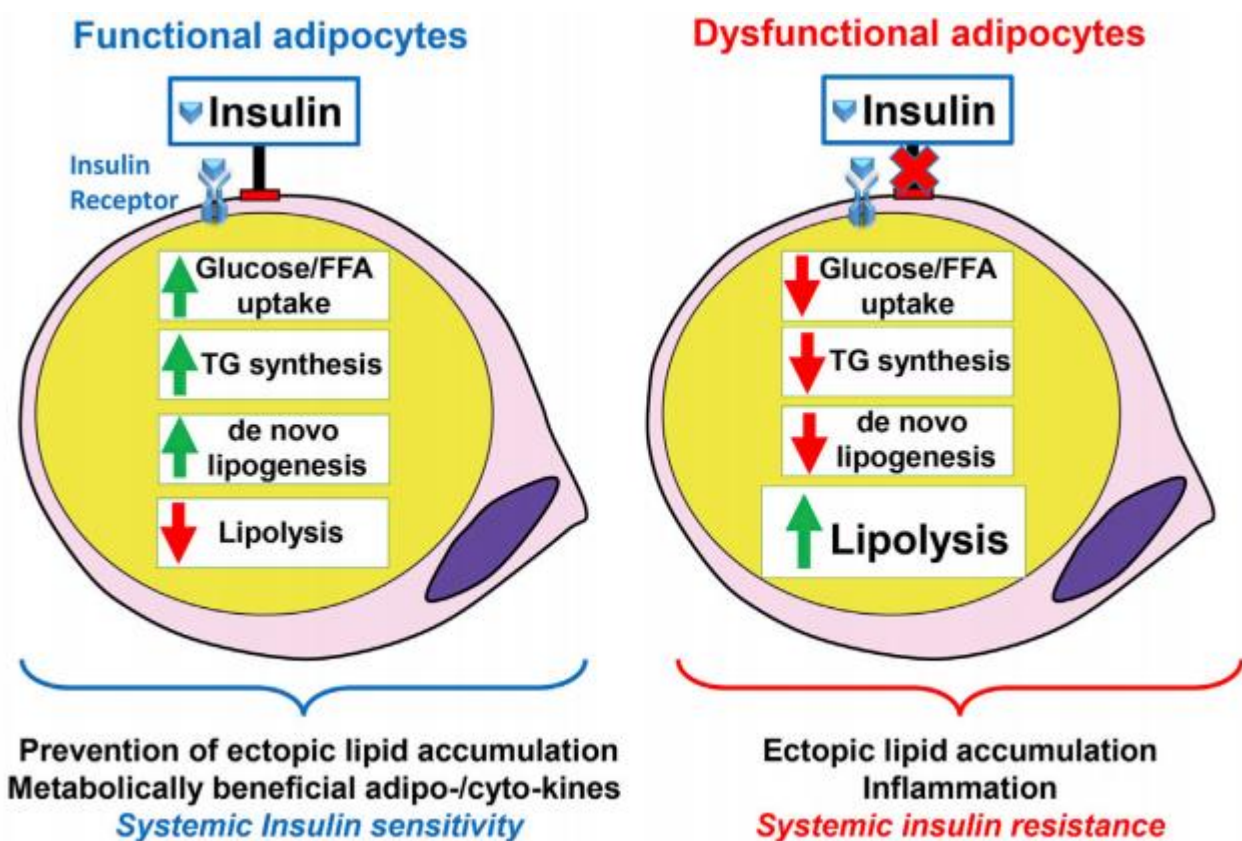 Functional adipocytes
Insulin
Insulin
Receptor
Glucose/FFA
uptake
TG synthesis
de novo
lipogenesis
Lipolysis
Prevention of ectopic lipid accumulation
Metabolically beneficial adipo-/cyto-kines
Systemic Insulin sensitivity
Dysfunctional adipocytes
Insulin
Glucose/FFA
uptake
TG synthesis
de novo
lipogenesis
Lipolysis
Ectopic lipid accumulation
Inflammation
Systemic insulin resistance